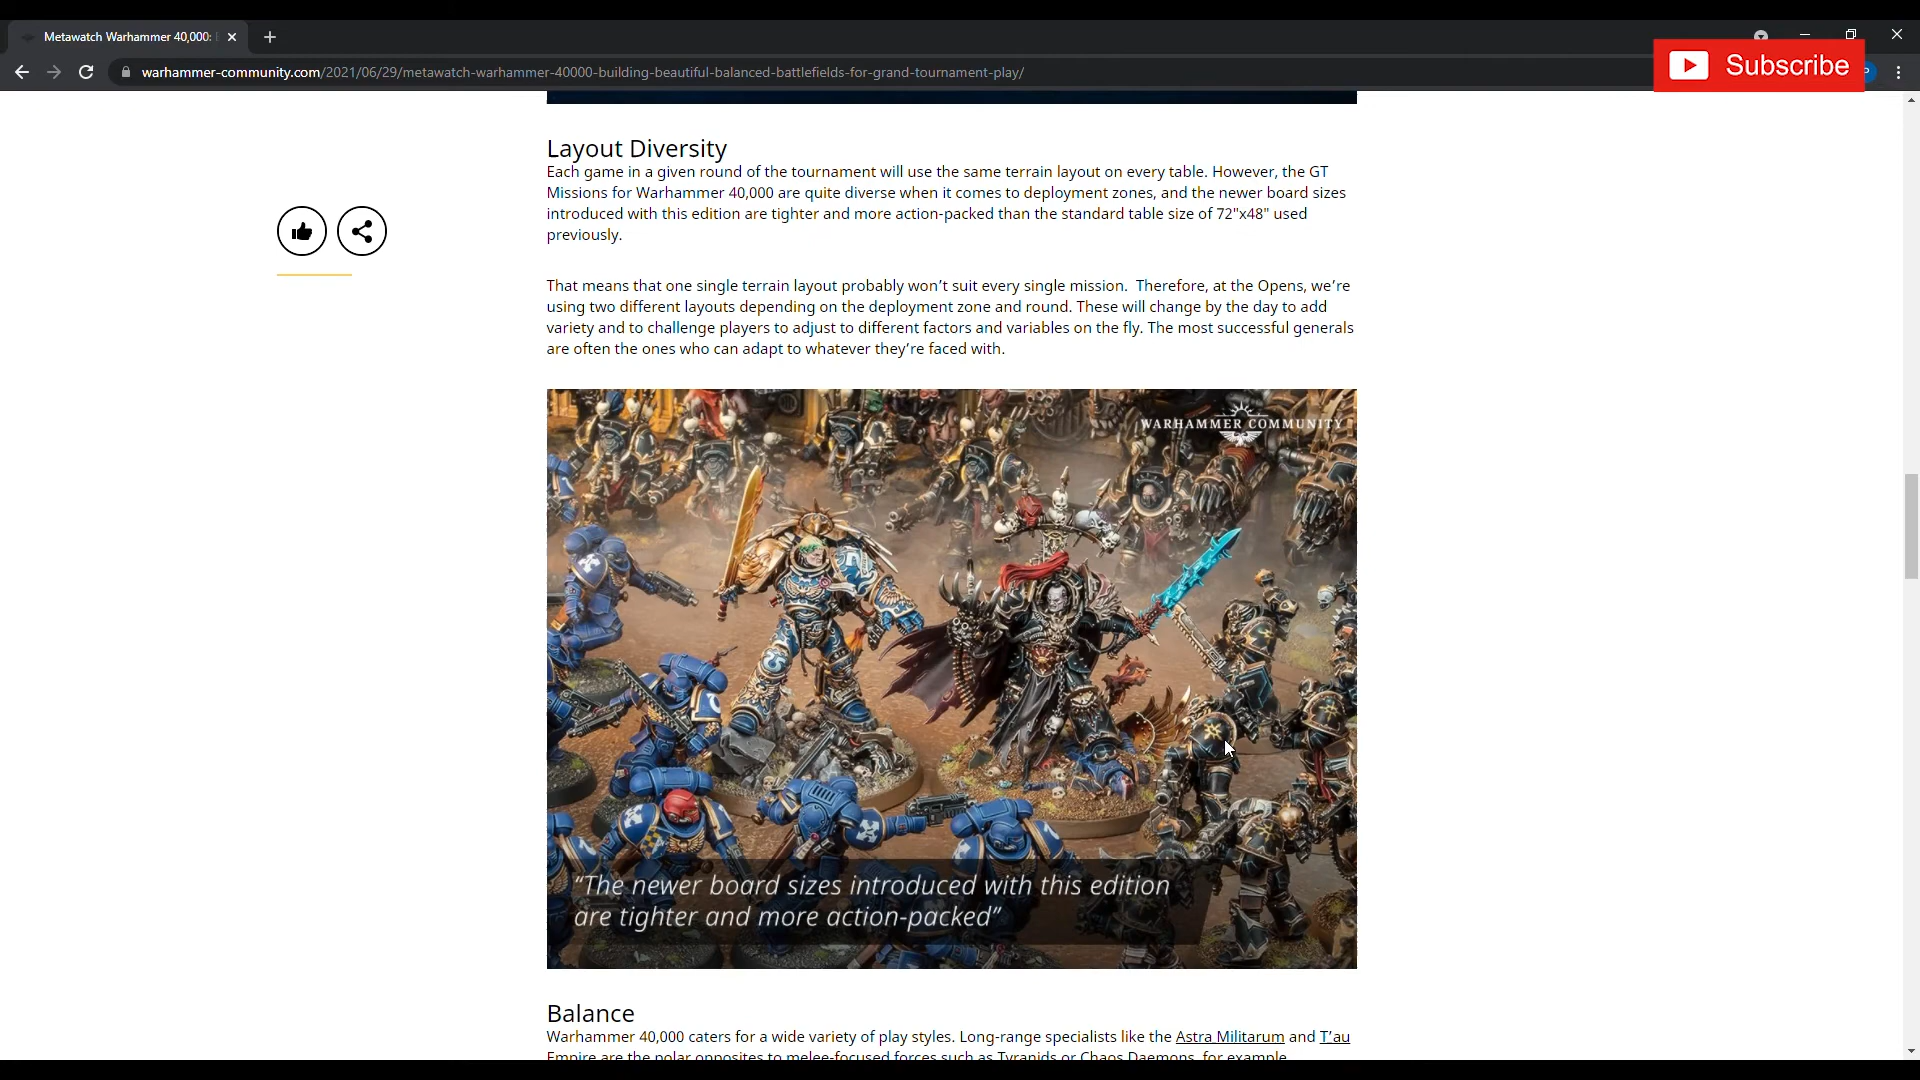 Metawatch Warhammer 40,000:
Subscribe
warhammer-community.com/2021/06/29/metawatch-warhammer-40000-building-beautiful-balanced-battlefields-for-grand-tournament-play/
Layout Diversity
Each game in a given round of the tournament will use the same terrain layout on every table. However, the GT
Missions for Warhammer 40,000 are quite diverse when it comes to deployment zones, and the newer board sizes
introduced with this edition are tighter and more action-packed than the standard table size of 72"x48" used
previously.
That means that one single terrain layout probably won’t suit every single mission.  Therefore, at the Opens, we’re
using two different layouts depending on the deployment zone and round. These will change by the day to add
variety and to challenge players to adjust to different factors and variables on the fly. The most successful generals
are often the ones who can adapt to whatever they’re faced with.
WARHAMMER COMMUNITY
“The newer board sizes introduced with this edition
are tighter and more action-packed”
Balance
Warhammer 40,000 caters for a wide variety of play styles. Long-range specialists like the Astra Militarum and T’au
Empire are the polar opposites to melee-focused forces such as Tyranids or Chaos Daemons, for example.